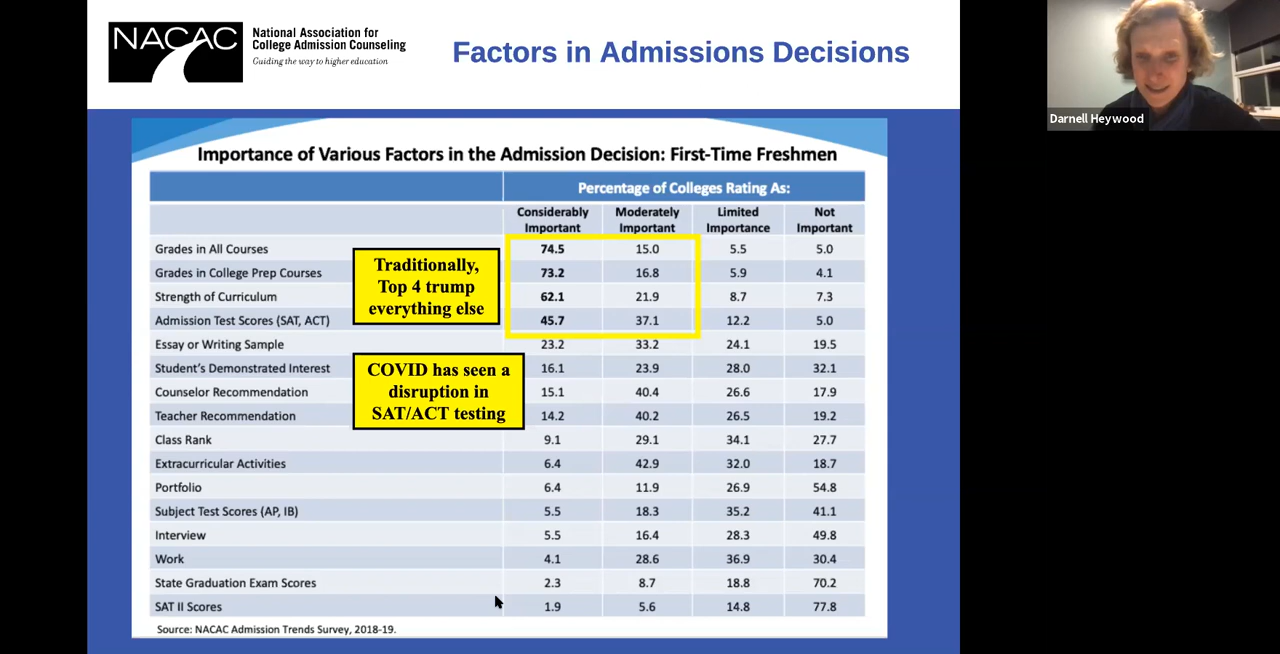 NACAC
National Association for
College Admission Counseling
Guiding the way to higher education
Factors in Admissions Decisions
Darnell Heywood
Importance of Various Factors in the Admission Decision: First-Time Freshmen
Percentage of Colleges Rating As:
Considerably Important Moderately Important Limited Importance Not Important
Grades in All Courses 74.5 15.0 5.5 5.0
Grades in College Prep Courses 73.2 16.8 5.9 4.1
Strength of Curriculum 62.1 21.9 8.7 7.3
Admission Test Scores (SAT, ACT) 45.7 37.1 12.2 5.0
Essay or Writing Sample 23.2 33.2 24.1 19.5
Student's Demonstrated Interest 16.1 23.9 28.0 32.1
Counselor Recommendation 15.1 40.4 26.6 17.9
Teacher Recommendation 14.2 40.2 26.5 19.2
Class Rank 9.1 29.1 34.1 27.7
Extracurricular Activities 6.4 42.9 32.0 18.7
Portfolio 6.4 11.9 26.9 54.8
Subject Test Scores (AP, IB) 5.5 18.3 35.2 41.1
Interview 5.5 16.4 28.3 49.8
Work 4.1 28.6 36.9 30.4
State Graduation Exam Scores 2.3 8.7 18.8 70.2
SAT II Scores 1.9 5.6 14.8 77.8
Traditionally,
Top 4 trump
everything else
COVID has seen a
disruption in
SAT/ACT testing
Source: NACAC Admission Trends Survey, 2018-19.